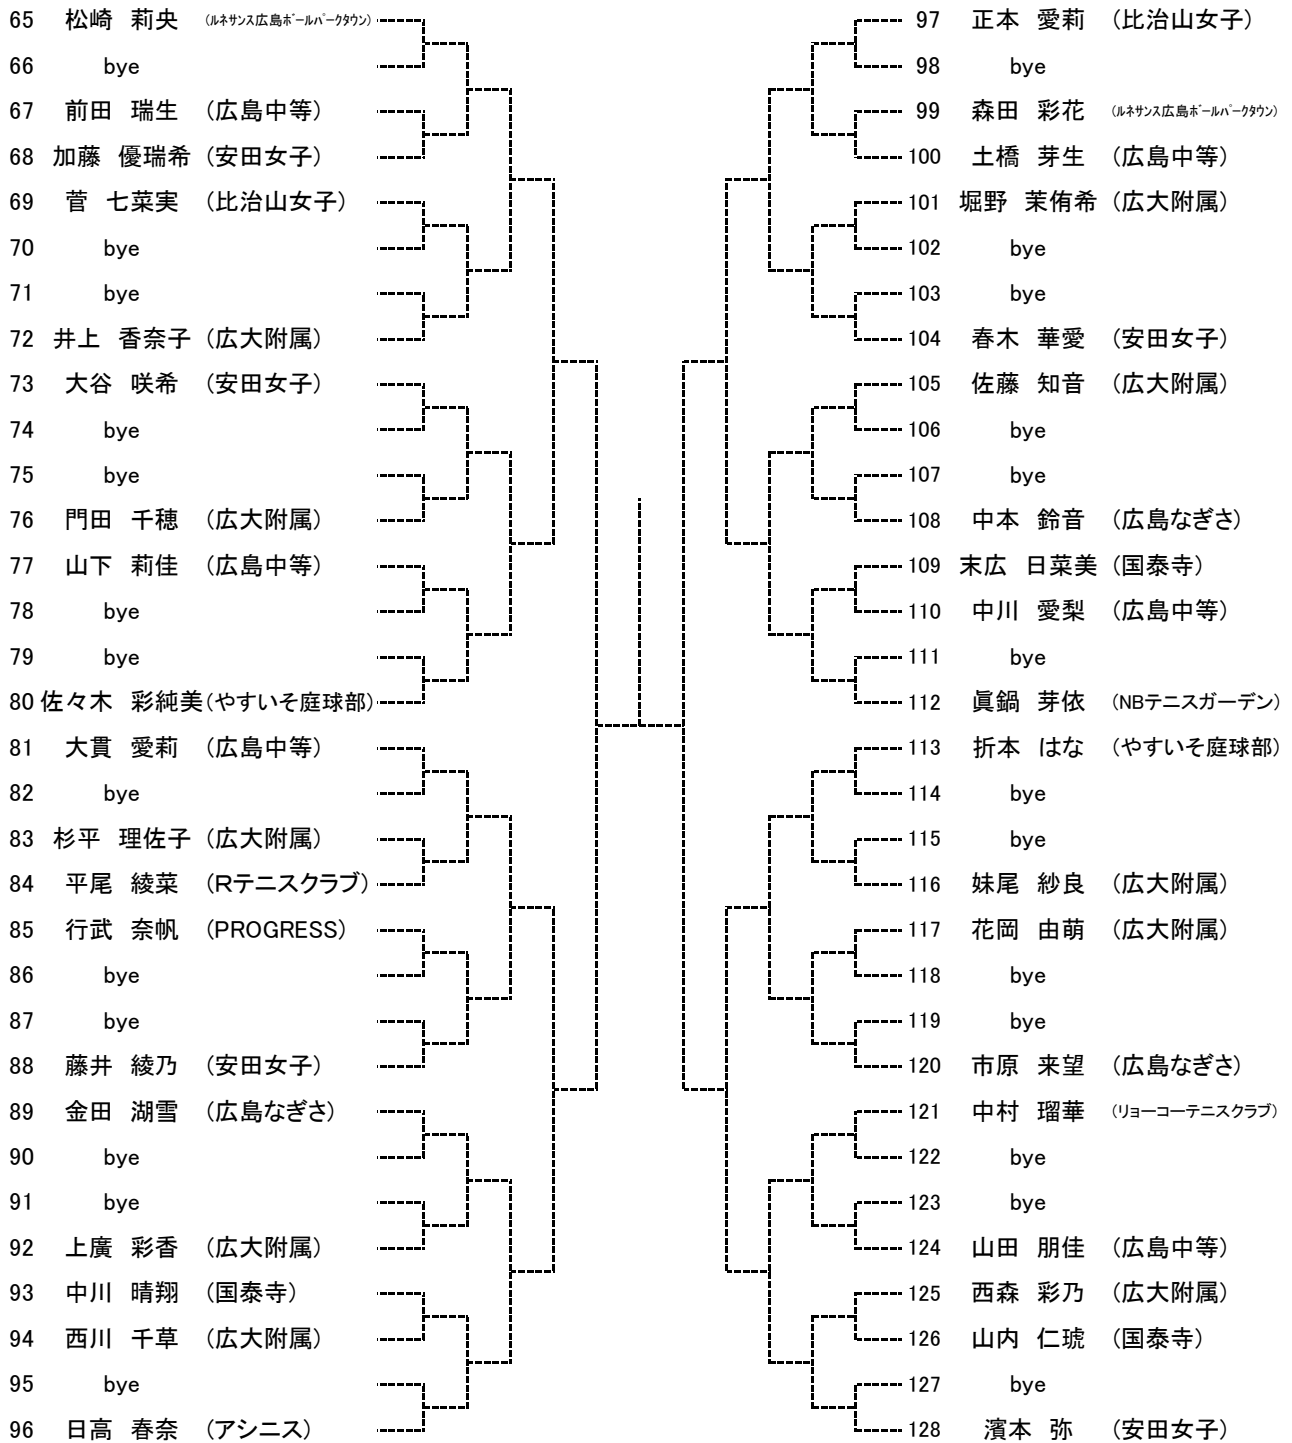 65 松崎 莉央 (ルネサンス広島ボールパークタウン)
66 bye
67 前田 瑞生 (広島中等)
68 加藤 優瑞希 (安田女子)
69 菅 七菜実 (比治山女子)
70 bye
71 bye
72 井上 香奈子 (広大附属)
73 大谷 咲希 (安田女子)
74 bye
75 bye
76 門田 千穂 (広大附属)
77 山下 莉佳 (広島中等)
78 bye
79 bye
80 佐々木 彩純美 (やすいそ庭球部)
81 大貫 愛莉 (広島中等)
82 bye
83 杉平 理佐子 (広大附属)
84 平尾 綾菜 (Rテニスクラブ)
85 行武 奈帆 (PROGRESS)
86 bye
87 bye
88 藤井 綾乃 (安田女子)
89 金田 湖雪 (広島なぎさ)
90 bye
91 bye
92 上廣 彩香 (広大附属)
93 中川 晴翔 (国泰寺)
94 西川 千草 (広大附属)
95 bye
96 日高 春奈 (アシニス)
97 正本 愛莉 (比治山女子)
98 bye
99 森田 彩花 (ルネサンス広島ボールパークタウン)
100 土橋 芽生 (広島中等)
101 堀野 茉侑希 (広大附属)
102 bye
103 bye
104 春木 華愛 (安田女子)
105 佐藤 知音 (広大附属)
106 bye
107 bye
108 中本 鈴音 (広島なぎさ)
109 末広 日菜美 (国泰寺)
110 中川 愛梨 (広島中等)
111 bye
112 眞鍋 芽依 (NBテニスガーデン)
113 折本 はな (やすいそ庭球部)
114 bye
115 bye
116 妹尾 紗良 (広大附属)
117 花岡 由萌 (広大附属)
118 bye
119 bye
120 市原 来望 (広島なぎさ)
121 中村 瑠華 (リョーコーテニスクラブ)
122 bye
123 bye
124 山田 朋佳 (広島中等)
125 西森 彩乃 (広大附属)
126 山内 仁琥 (国泰寺)
127 bye
128 濱本 弥 (安田女子)